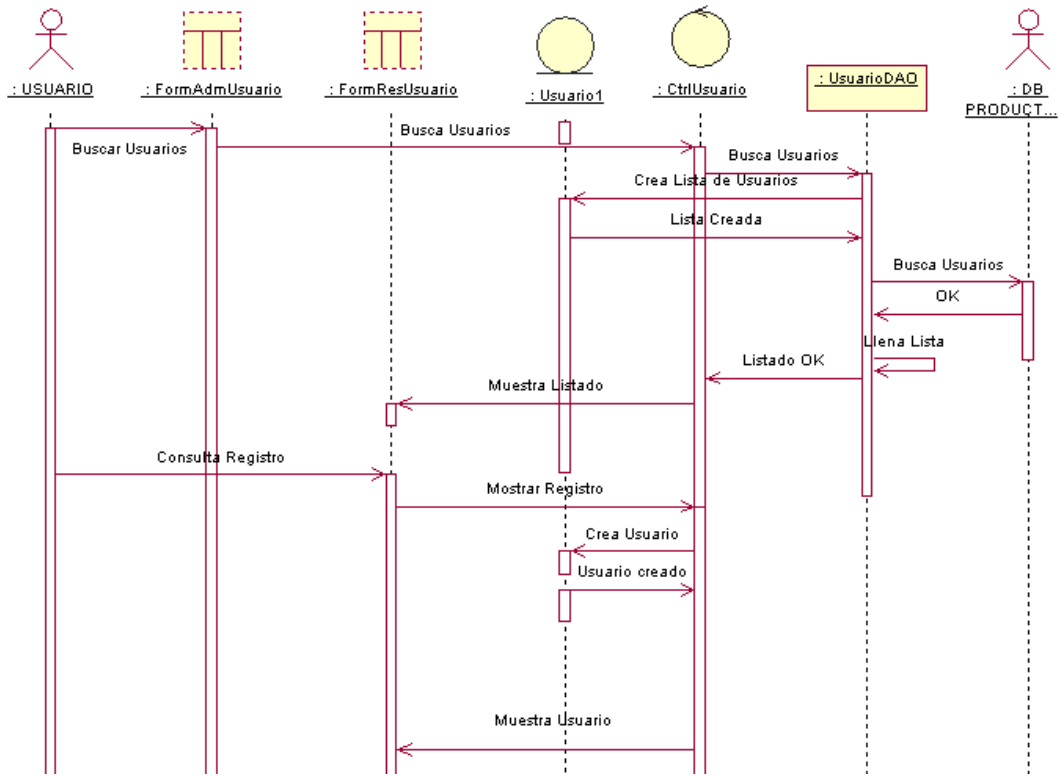 : USUARIO
: FormAdmUsuario
: FormResUsuario
: Usuario1
: CtrlUsuario
: UsuarioDAO
: DB
PRODUCT...
Buscar Usuarios
Busca Usuarios
Busca Usuarios
Crea Lista de Usuarios
Lista Creada
Busca Usuarios
OK
Llena Lista
Listado OK
Muestra Listado
Consulta Registro
Mostrar Registro
Crea Usuario
Usuario creado
Muestra Usuario